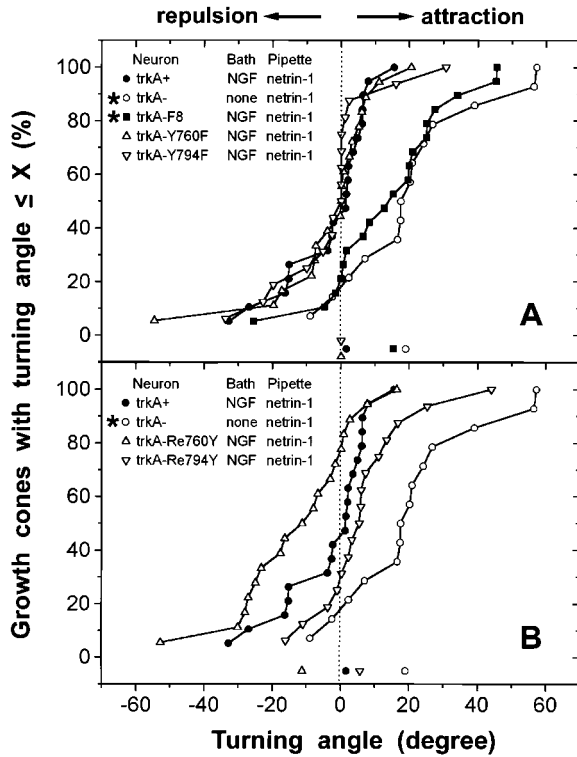 repulsion attraction
Neuron Bath Pipette
● trkA+ NGF netrin-1
* ○ trkA- none netrin-1
* ■ trkA-F8 NGF netrin-1
△ trkA-Y760F NGF netrin-1
▽ trkA-Y794F NGF netrin-1
100
80
60
40
20
0
A
Neuron Bath Pipette
● trkA+ NGF netrin-1
* ○ trkA- none netrin-1
△ trkA-Re760Y NGF netrin-1
▽ trkA-Re794Y NGF netrin-1
100
80
60
40
20
0
B
-60 -40 -20 0 20 40 60
Turning angle (degree)
Growth cones with turning angle ≤ X (%)